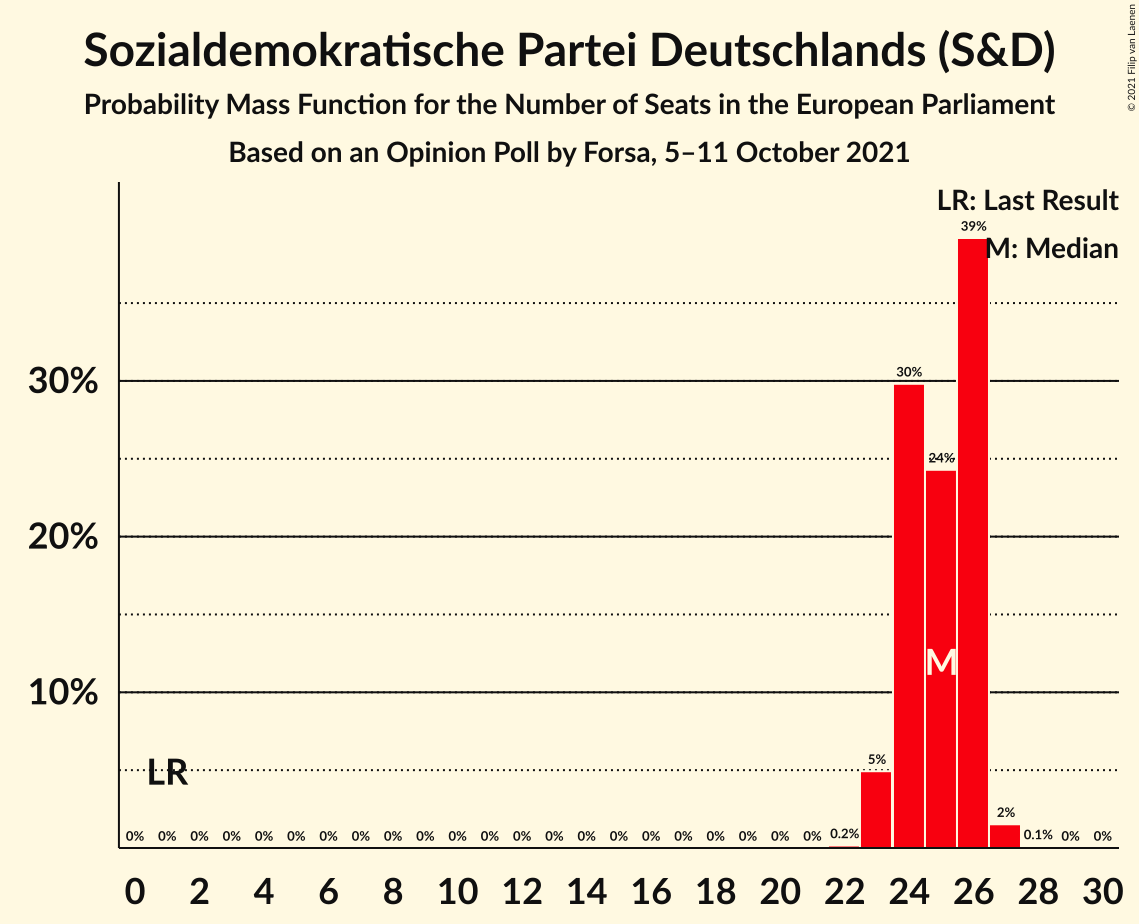 Sozialdemokratische Partei Deutschlands (S&D)
Probability Mass Function for the Number of Seats in the European Parliament
Based on an Opinion Poll by Forsa, 5–11 October 2021
© 2021 Filip van Laenen
LR: Last Result
M: Median
39%
30%
30%
24%
20%
M
10%
LR
5%
0% 0% 0% 0% 0% 0% 0% 0% 0% 0% 0% 0% 0% 0% 0% 0% 0% 0% 0% 0% 0% 0% 0.2% 2% 0.1% 0% 0%
0 2 4 6 8 10 12 14 16 18 20 22 24 26 28 30